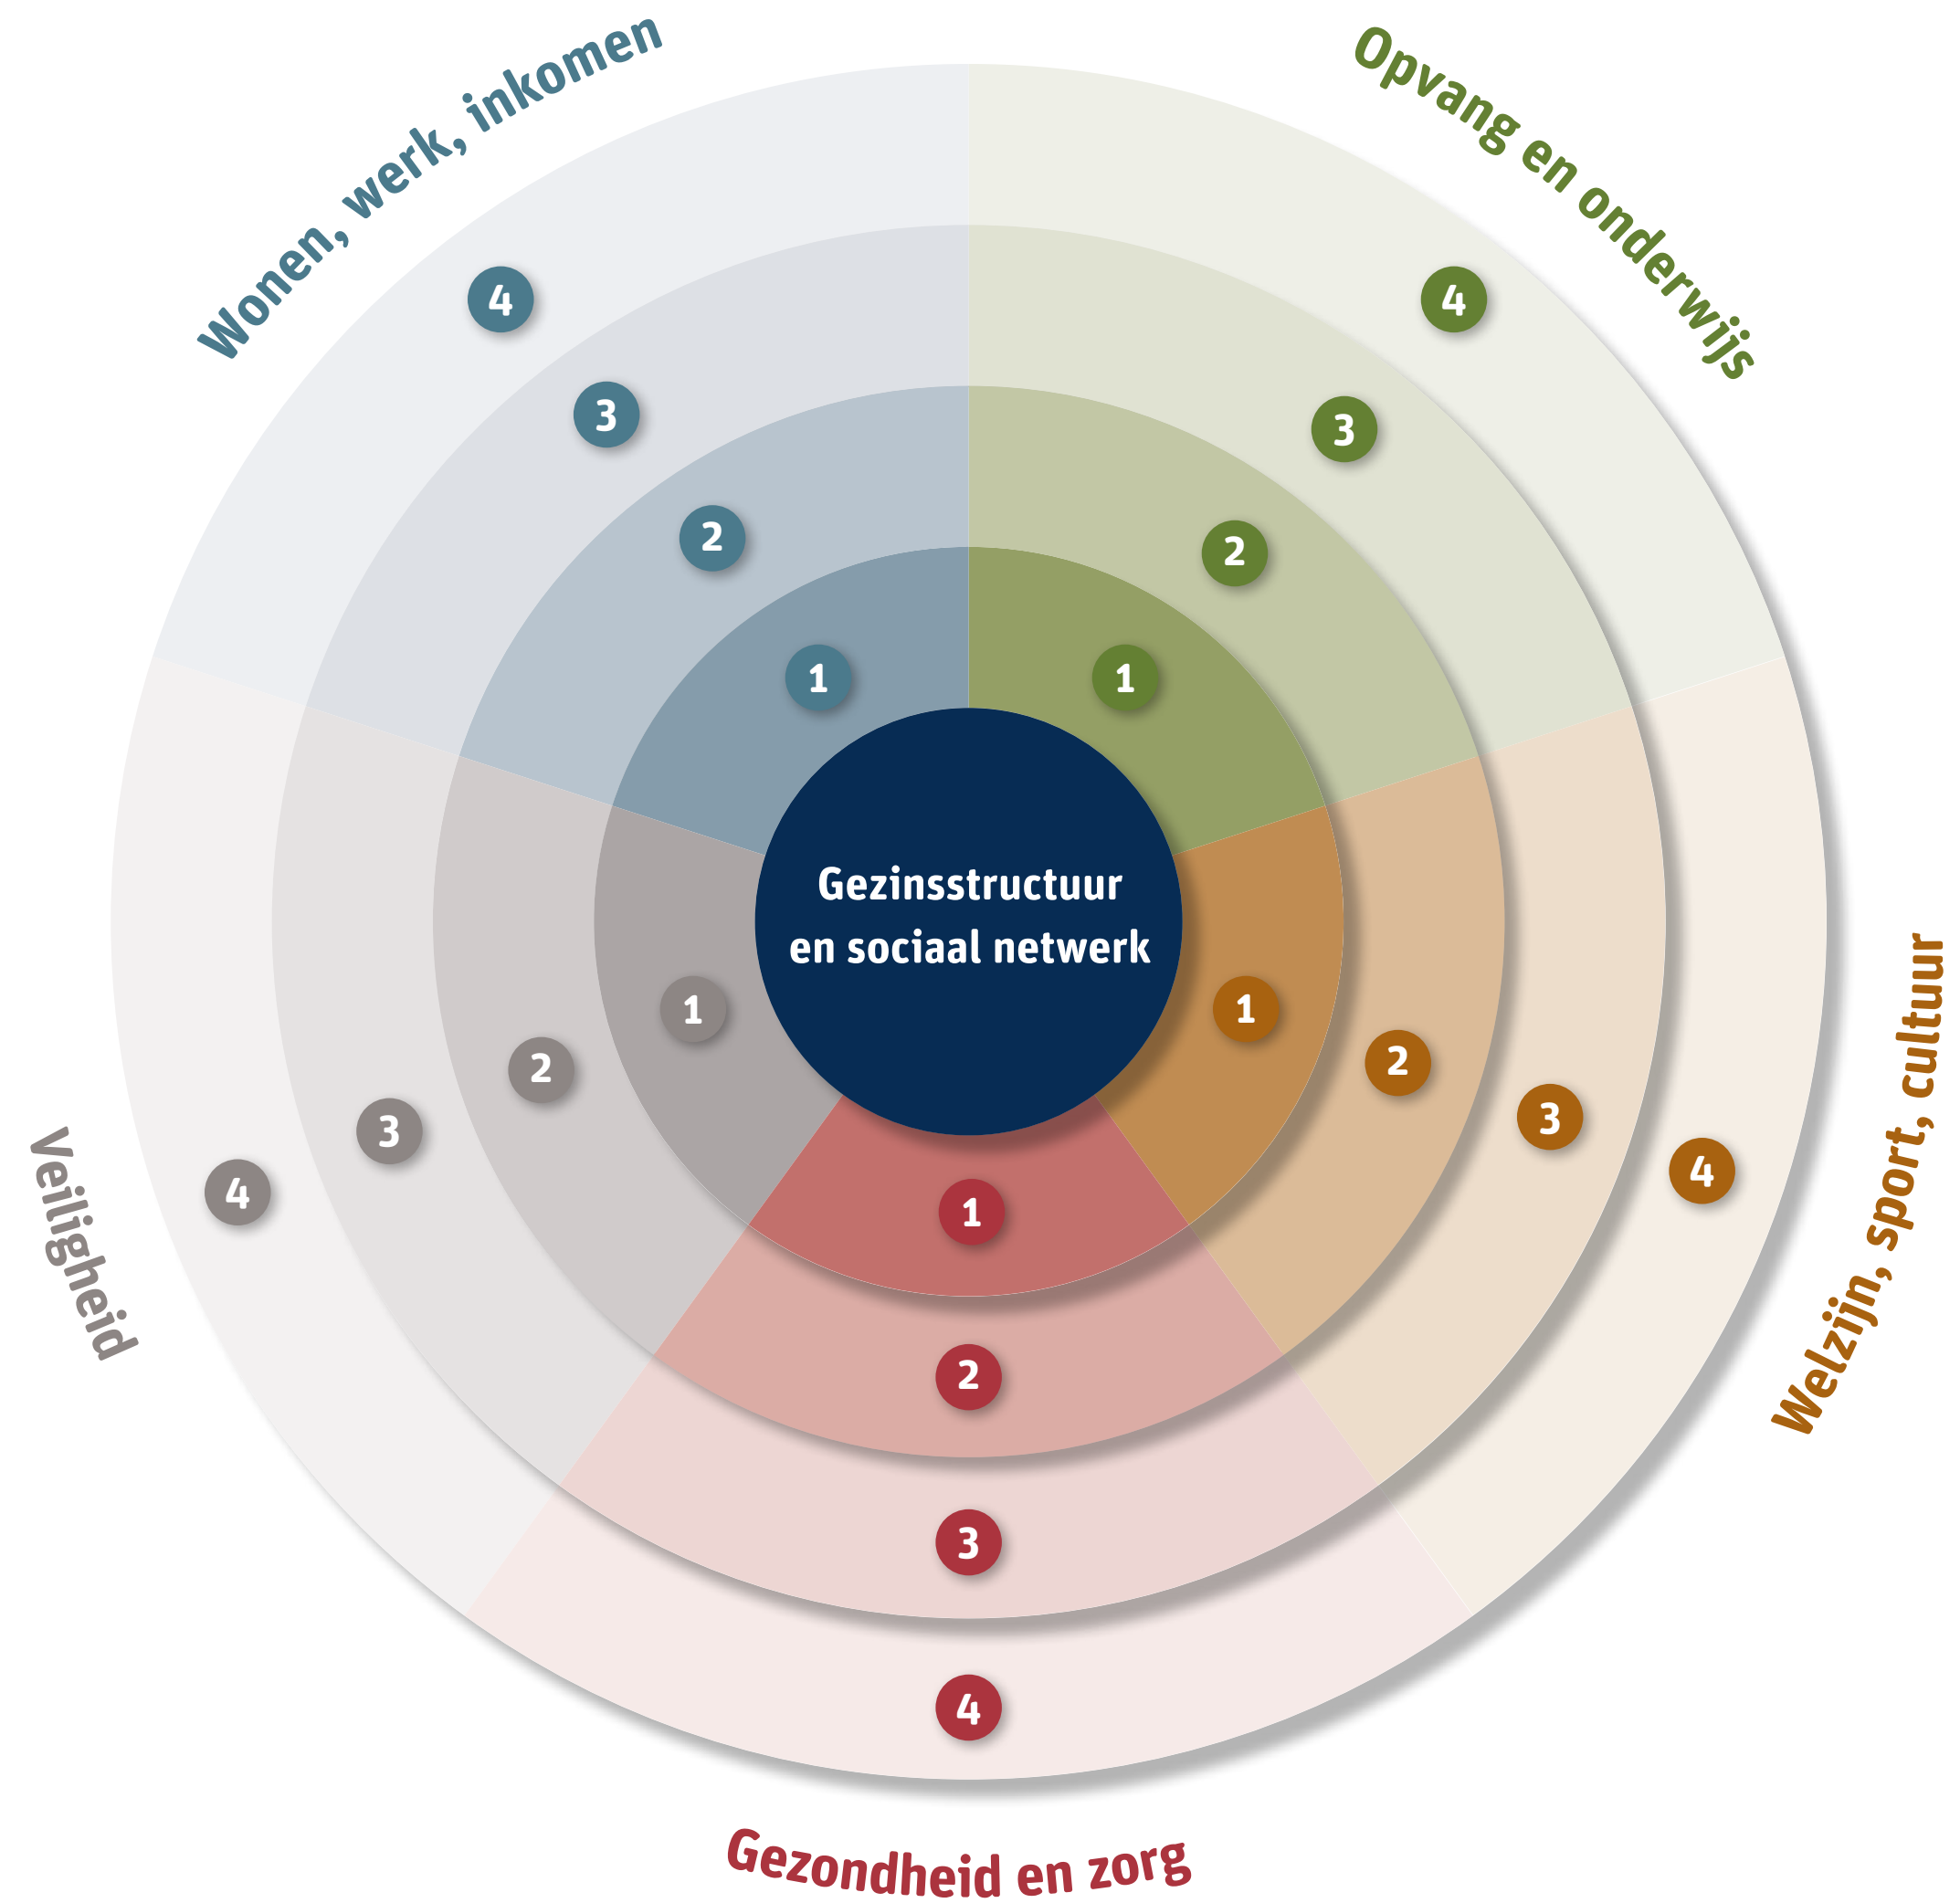 Wonen, werk, inkomen
Opvang en onderwijs
4
4
3
3
2
2
1
1
Gezinsstructuur
en sociaal netwerk
1
1
2
2
3
3
4
4
Veiligheid
Welzijn, sport, cultuur
1
2
3
4
Gezondheid en zorg